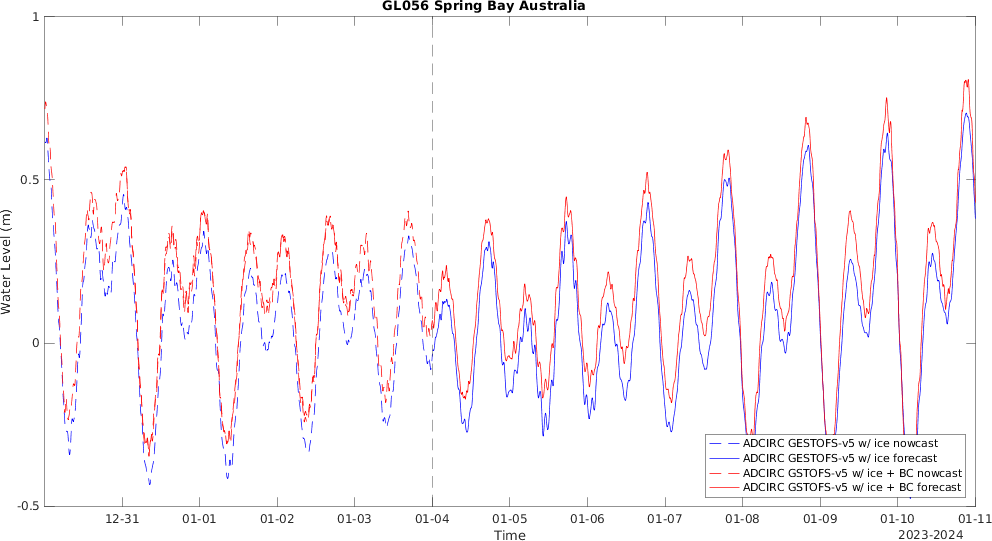 GL056 Spring Bay Australia
1
0.5
0
-0.5
Water Level (m)
ADCIRC GESTOFS-v5 w/ ice nowcast
ADCIRC GESTOFS-v5 w/ ice forecast
ADCIRC GSTOFS-v5 w/ ice + BC nowcast
ADCIRC GSTOFS-v5 w/ ice + BC forecast
12-31 01-01 01-02 01-03 01-04 01-05 01-06 01-07 01-08 01-09 01-10 01-11
Time
2023-2024